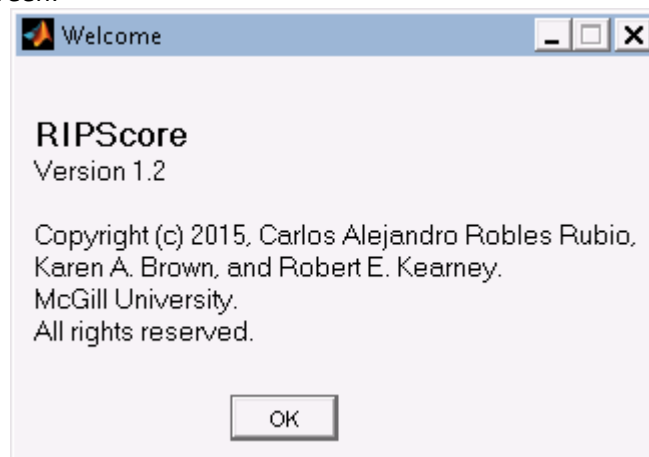 Welcome
RIPScore
Version 1.2
Copyright (c) 2015, Carlos Alejandro Robles Rubio,
Karen A. Brown, and Robert E. Kearney.
McGill University.
All rights reserved.
OK